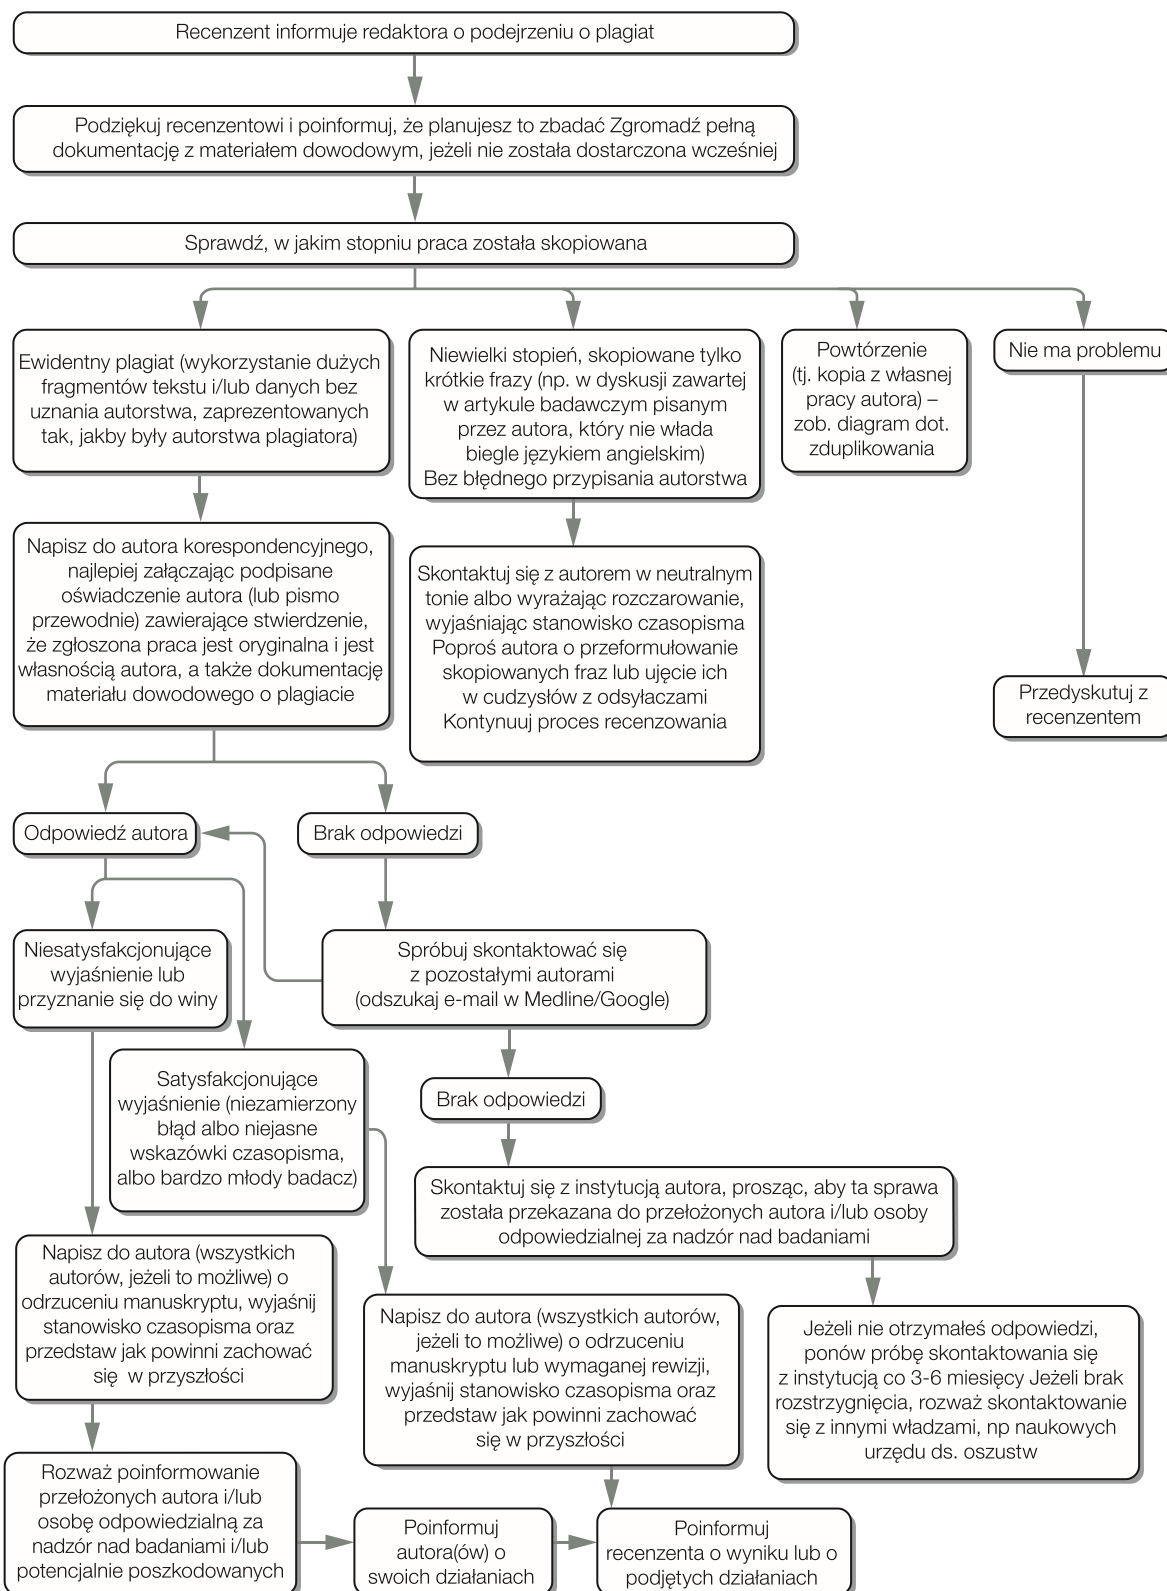 Recenzent informuje redaktora o podejrzeniu o plagiat
Podziękuj recenzentowi i poinformuj, że planujesz to zbadać Zgromadź pełną
dokumentację z materiałem dowodowym, jeżeli nie została dostarczona wcześniej
Sprawdź, w jakim stopniu praca została skopiowana
Ewidentny plagiat (wykorzystanie dużych
fragmentów tekstu i/lub danych bez
uznania autorstwa, zaprezentowanych
tak, jakby były autorstwa plagiatora)
Niewielki stopień, skopiowane tylko
krótkie frazy (np. w dyskusji zawartej
w artykule badawczym pisanym
przez autora, który nie włada
biegle językiem angielskim)
Bez błędnego przypisania autorstwa
Powtórzenie
(tj. kopia z własnej
pracy autora) –
zob. diagram dot.
zduplikowania
Nie ma problemu
Napisz do autora korespondencyjnego,
najlepiej załączając podpisane
oświadczenie autora (lub pismo
przewodnie) zawierające stwierdzenie,
że zgłoszona praca jest oryginalna i jest
własnością autora, a także dokumentację
materiału dowodowego o plagiacie
Skontaktuj się z autorem w neutralnym
tonie albo wyrażając rozczarowanie,
wyjaśniając stanowisko czasopisma
Poproś autora o przeformułowanie
skopiowanych fraz lub ujęcie ich
w cudzysłów z odsyłaczami
Kontynuuj proces recenzowania
Przedyskutuj z
recenzentem
Odpowiedź autora
Brak odpowiedzi
Niesatysfakcjonujące
wyjaśnienie lub
przyznanie się do winy
Spróbuj skontaktować się
z pozostałymi autorami
(odszukaj e-mail w Medline/Google)
Satysfakcjonujące
wyjaśnienie (niezamierzony
błąd albo niejasne
wskazówki czasopisma,
albo bardzo młody badacz)
Brak odpowiedzi
Skontaktuj się z instytucją autora, prosząc, aby ta sprawa
została przekazana do przełożonych autora i/lub osoby
odpowiedzialnej za nadzór nad badaniami
Napisz do autora (wszystkich
autorów, jeżeli to możliwe) o
odrzuceniu manuskryptu, wyjaśnij
stanowisko czasopisma oraz
przedstaw jak powinni zachować
się w przyszłości
Napisz do autora (wszystkich autorów,
jeżeli to możliwe) o odrzuceniu
manuskryptu lub wymaganej rewizji,
wyjaśnij stanowisko czasopisma oraz
przedstaw jak powinni zachować
się w przyszłości
Jeżeli nie otrzymałeś odpowiedzi,
ponów próbę skontaktowania się
z instytucją co 3-6 miesięcy Jeżeli brak
rozstrzygnięcia, rozważ skontaktowanie
się z innymi władzami, np naukowych
urzędu ds. oszustw
Rozważ poinformowanie
przełożonych autora i/lub
osobę odpowiedzialną za
nadzór nad badaniami i/lub
potencjalnie poszkodowanych
Poinformuj
autora(ów) o
swoich działaniach
Poinformuj
recenzenta o wyniku lub o
podjętych działaniach